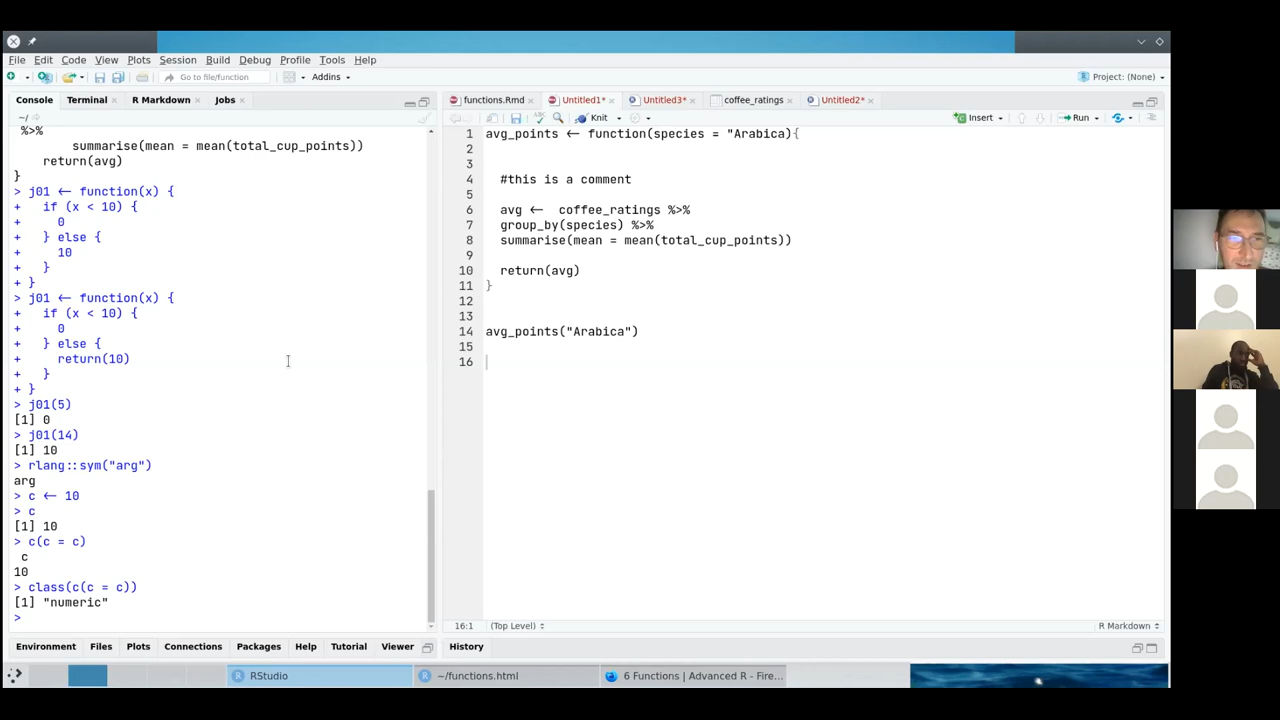 File Edit Code View Plots Session Build Debug Profile Tools Help
Go to file/function Addins Project: (None)
Console Terminal R Markdown Jobs
~/
%>%
summarise(mean = mean(total_cup_points))
return(avg)
}
> j01 <- function(x) {
+ if (x < 10) {
+ 0
+ } else {
+ 10
+ }
+ }
> j01 <- function(x) {
+ if (x < 10) {
+ 0
+ } else {
+ return(10)
+ }
+ }
> j01(5)
[1] 0
> j01(14)
[1] 10
> rlang::sym("arg")
arg
> c <- 10
> c
[1] 10
> c(c = c)
c
10
> class(c(c = c))
[1] "numeric"
>
functions.Rmd Untitled1* Untitled3* coffee_ratings Untitled2*
Knit Insert Run
1 avg_points <- function(species = "Arabica){
2
3
4 #this is a comment
5
6 avg <- coffee_ratings %>%
7 group_by(species) %>%
8 summarise(mean = mean(total_cup_points))
9
10 return(avg)
11 }
12
13
14 avg_points("Arabica")
15
16
16:1 (Top Level) R Markdown
Environment Files Plots Connections Packages Help Tutorial Viewer
History
RStudio ~/functions.html 6 Functions | Advanced R - Fire...